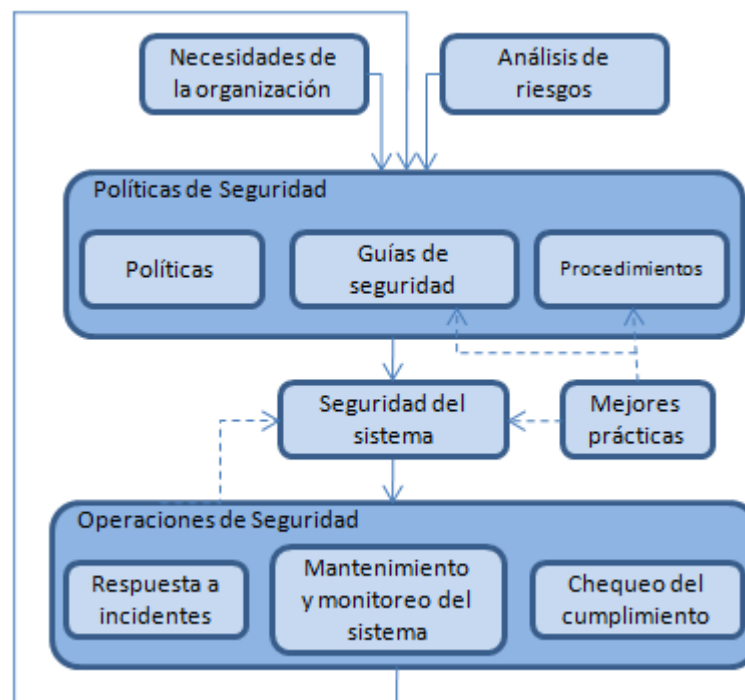 Necesidades de
la organización
Análisis de
riesgos
Políticas de Seguridad
Políticas
Guías de
seguridad
Procedimientos
Seguridad del
sistema
Mejores
prácticas
Operaciones de Seguridad
Respuesta a
incidentes
Mantenimiento
y monitoreo del
sistema
Chequeo del
cumplimiento